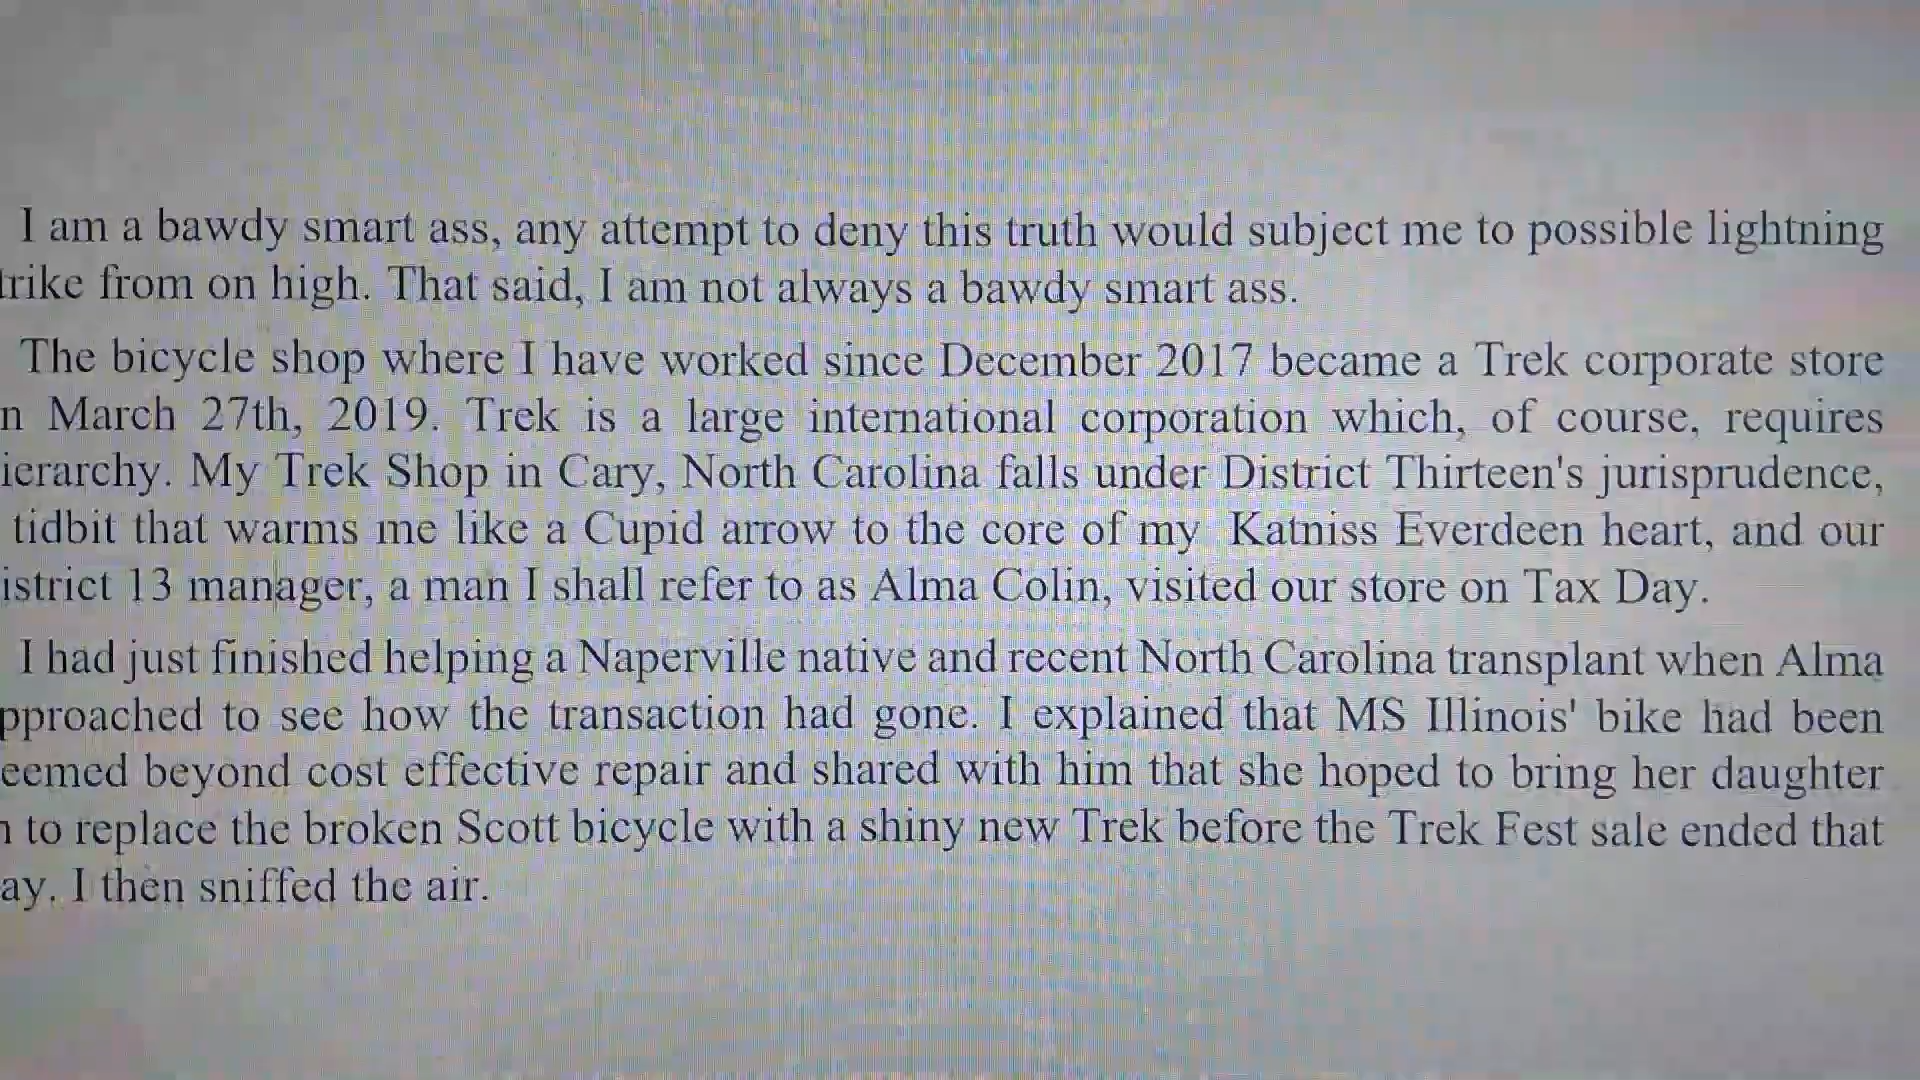 I am a bawdy smart ass, any attempt to deny this truth would subject me to possible lightning
trike from on high. That said, I am not always a bawdy smart ass.
The bicycle shop where I have worked since December 2017 became a Trek corporate store
n March 27th, 2019. Trek is a large international corporation which, of course, requires
ierarchy. My Trek Shop in Cary, North Carolina falls under District Thirteen's jurisprudence,
tidbit that warms me like a Cupid arrow to the core of my Katniss Everdeen heart, and our
istrict 13 manager, a man I shall refer to as Alma Colin, visited our store on Tax Day.
I had just finished helping a Naperville native and recent North Carolina transplant when Alma
pproached to see how the transaction had gone. I explained that MS Illinois' bike had been
eemed beyond cost effective repair and shared with him that she hoped to bring her daughter
n to replace the broken Scott bicycle with a shiny new Trek before the Trek Fest sale ended that
ay. I then sniffed the air.